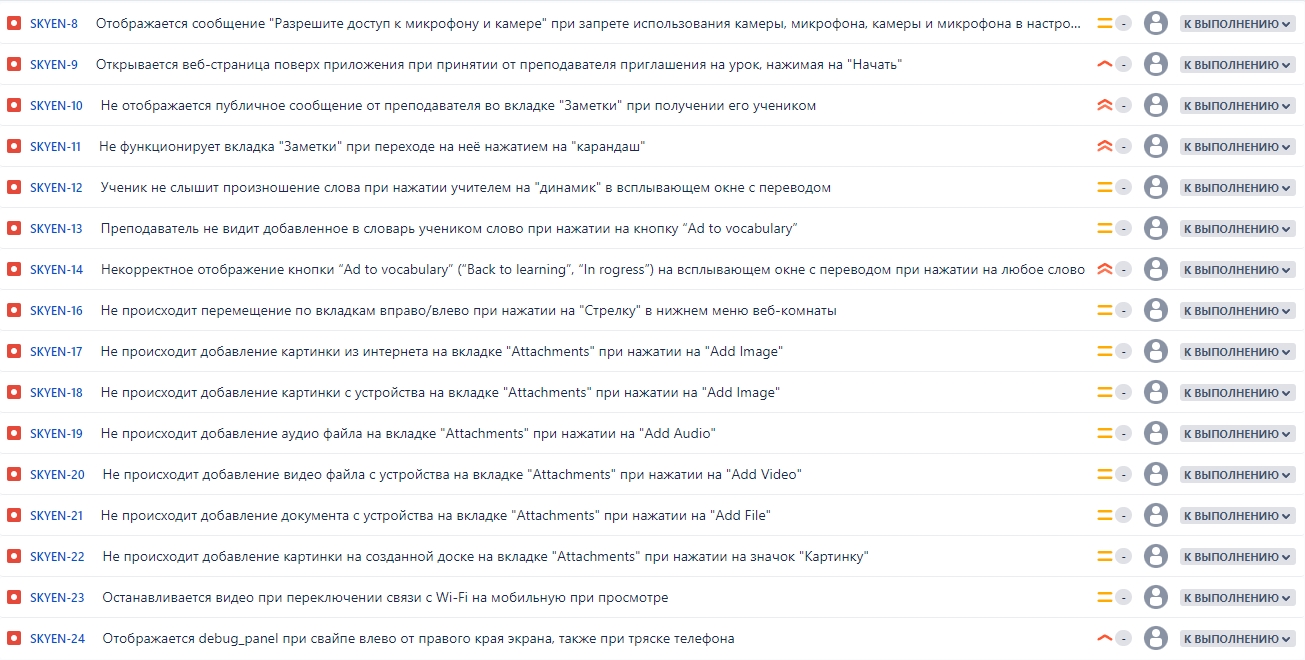 SKYEN-8 Отображается сообщение "Разрешите доступ к микрофону и камере" при запрете использования камеры, микрофона, камеры и микрофона в настро... - К ВЫПОЛНЕНИЮ
SKYEN-9 Открывается веб-страница поверх приложения при принятии от преподавателя приглашения на урок, нажимая на "Начать" - К ВЫПОЛНЕНИЮ
SKYEN-10 Не отображается публичное сообщение от преподавателя во вкладке "Заметки" при получении его учеником - К ВЫПОЛНЕНИЮ
SKYEN-11 Не функционирует вкладка "Заметки" при переходе на неё нажатием на "карандаш" - К ВЫПОЛНЕНИЮ
SKYEN-12 Ученик не слышит произношение слова при нажатии учителем на "динамик" в всплывающем окне с переводом - К ВЫПОЛНЕНИЮ
SKYEN-13 Преподаватель не видит добавленное в словарь учеником слово при нажатии на кнопку “Ad to vocabulary” - К ВЫПОЛНЕНИЮ
SKYEN-14 Некорректное отображение кнопки “Ad to vocabulary” (“Back to learning”, “In rogress”) на всплывающем окне с переводом при нажатии на любое слово - К ВЫПОЛНЕНИЮ
SKYEN-16 Не происходит перемещение по вкладкам вправо/влево при нажатии на "Стрелку" в нижнем меню веб-комнаты - К ВЫПОЛНЕНИЮ
SKYEN-17 Не происходит добавление картинки из интернета на вкладке "Attachments" при нажатии на "Add Image" - К ВЫПОЛНЕНИЮ
SKYEN-18 Не происходит добавление картинки с устройства на вкладке "Attachments" при нажатии на "Add Image" - К ВЫПОЛНЕНИЮ
SKYEN-19 Не происходит добавление аудио файла на вкладке "Attachments" при нажатии на "Add Audio" - К ВЫПОЛНЕНИЮ
SKYEN-20 Не происходит добавление видео файла с устройства на вкладке "Attachments" при нажатии на "Add Video" - К ВЫПОЛНЕНИЮ
SKYEN-21 Не происходит добавление документа с устройства на вкладке "Attachments" при нажатии на "Add File" - К ВЫПОЛНЕНИЮ
SKYEN-22 Не происходит добавление картинки на созданной доске на вкладке "Attachments" при нажатии на значок "Картинку" - К ВЫПОЛНЕНИЮ
SKYEN-23 Останавливается видео при переключении связи с Wi-Fi на мобильную при просмотре - К ВЫПОЛНЕНИЮ
SKYEN-24 Отображается debug_panel при свайпе влево от правого края экрана, также при тряске телефона - К ВЫПОЛНЕНИЮ